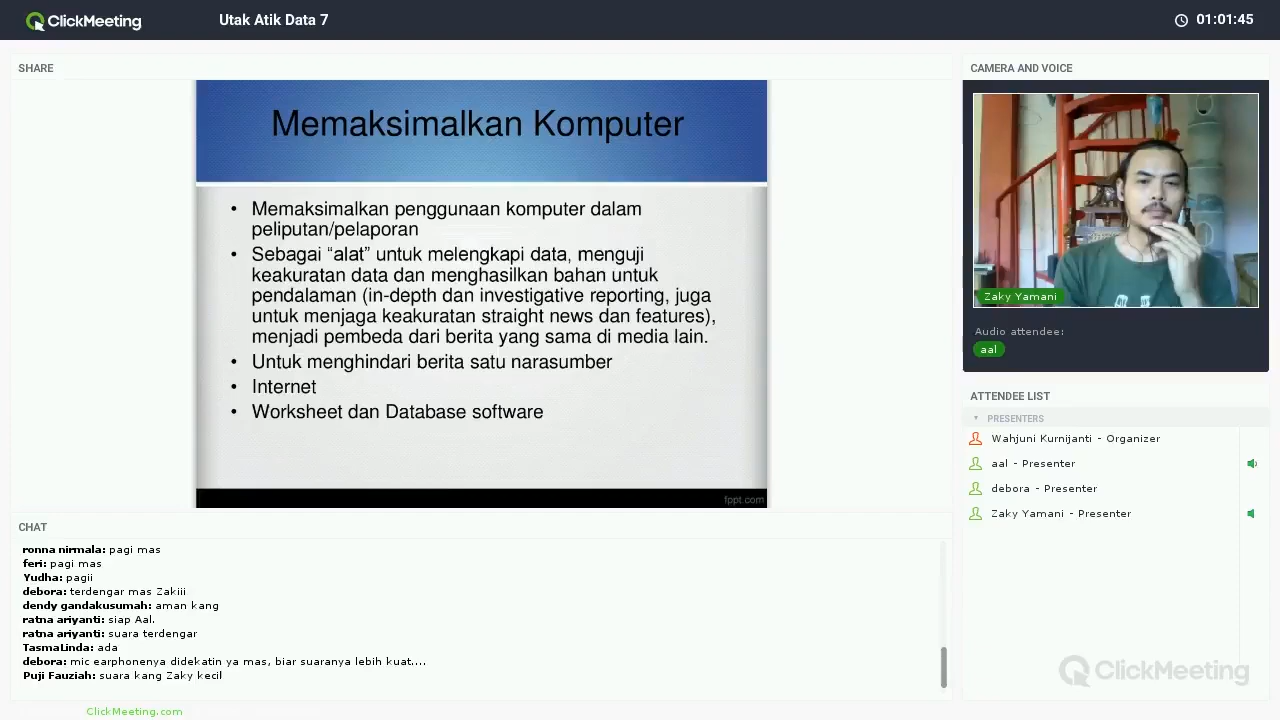 ClickMeeting
Utak Atik Data 7
01:01:45
SHARE
Memaksimalkan Komputer
• Memaksimalkan penggunaan komputer dalam
peliputan/pelaporan
• Sebagai “alat” untuk melengkapi data, menguji
keakuratan data dan menghasilkan bahan untuk
pendalaman (in-depth dan investigative reporting, juga
untuk menjaga keakuratan straight news dan features),
menjadi pembeda dari berita yang sama di media lain.
• Untuk menghindari berita satu narasumber
• Internet
• Worksheet dan Database software
fppt.com
CHAT
ronna nirmala: pagi mas
feri: pagi mas
Yudha: pagii
debora: terdengar mas Zakiii
dendy gandakusumah: aman kang
ratna ariyanti: siap Aal.
ratna ariyanti: suara terdengar
TasmaLinda: ada
debora: mic earphonenya didekatin ya mas, biar suaranya lebih kuat....
Puji Fauziah: suara kang Zaky kecil
ClickMeeting.com
CAMERA AND VOICE
Zaky Yamani
Audio attendee:
aal
ATTENDEE LIST
PRESENTERS
Wahjuni Kurnijanti - Organizer
aal - Presenter
debora - Presenter
Zaky Yamani - Presenter
ClickMeeting